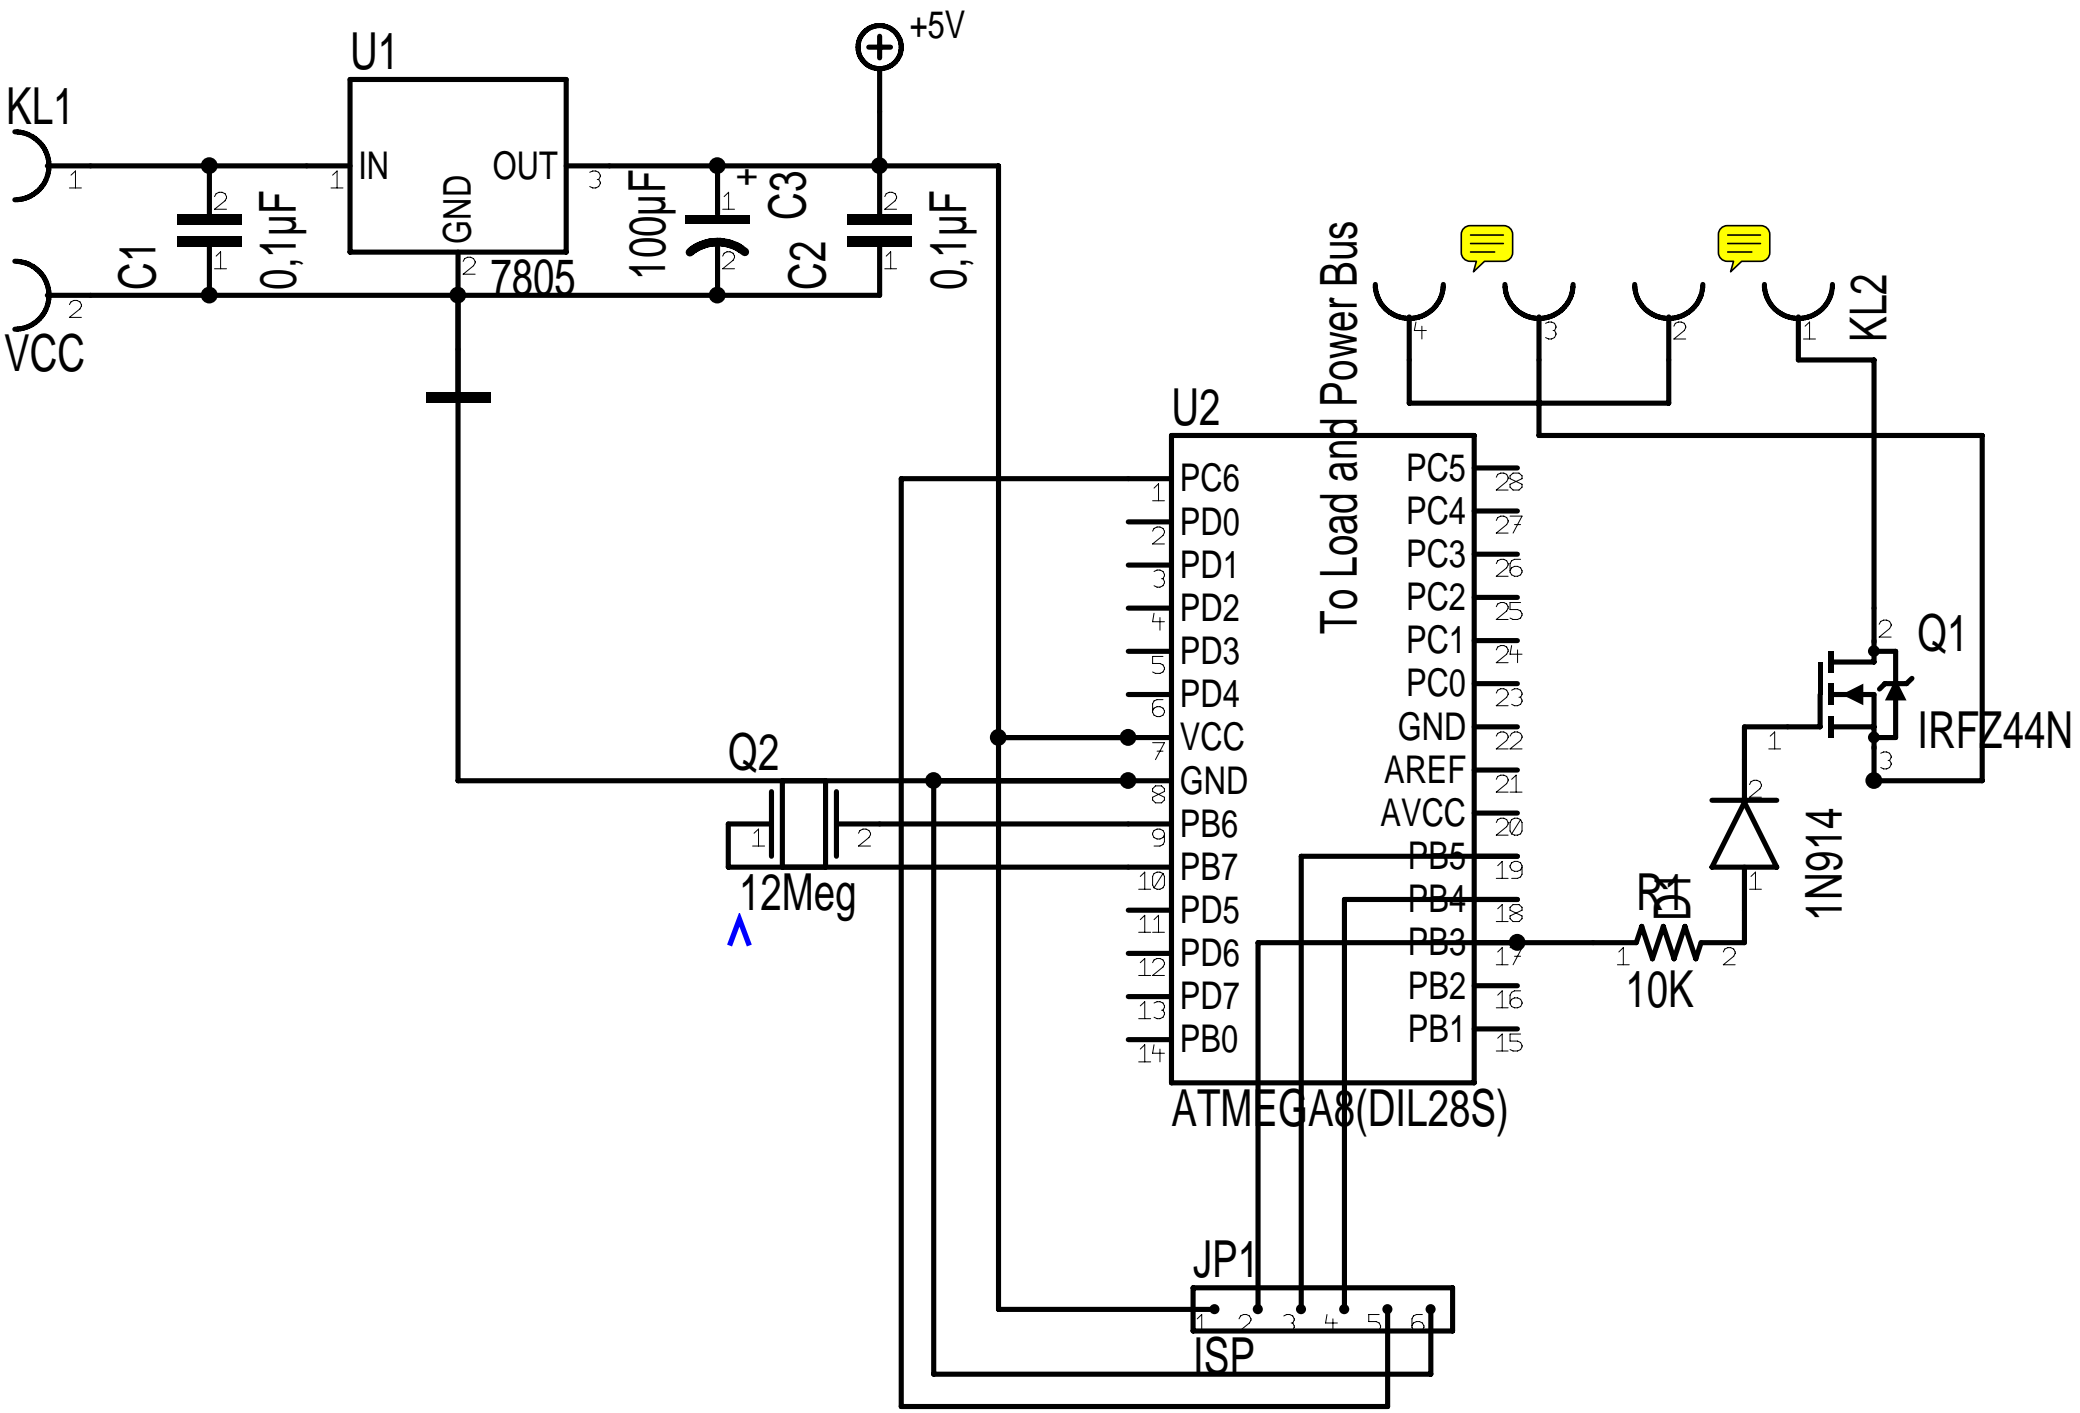 +5V
U1
KL1
1
1
IN
OUT
3
GND
2
7805
2
1
C1
0,1µF
100µF
+
1
2
C3
C2
2
1
0,1µF
2
VCC
To Load and Power Bus
4
3
2
1
KL2
U2
PC6
1
PD0
2
PD1
3
PD2
4
PD3
5
PD4
6
VCC
7
GND
8
PB6
9
PB7
10
PD5
11
PD6
12
PD7
13
PB0
14
PC5
28
PC4
27
PC3
26
PC2
25
PC1
24
PC0
23
GND
22
AREF
21
AVCC
20
PB5
19
PB4
18
PB3
17
PB2
16
PB1
15
ATMEGA8(DIL28S)
Q2
1
2
12Meg
2
Q1
IRFZ44N
1
3
2
1
1N914
R1
D1
1
2
10K
JP1
1
2
3
4
5
6
ISP